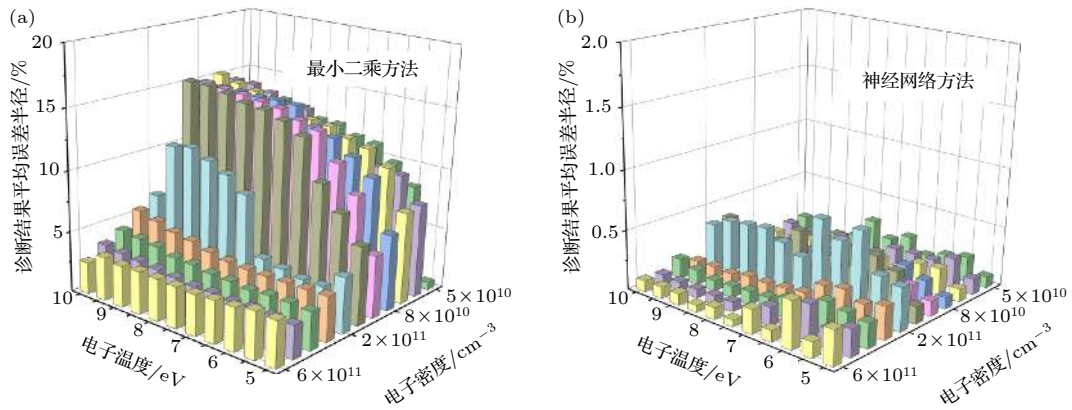 (a)
20
15
10
5
诊断结果平均误差半径/%
最小二乘方法
10
9
8
7
6
5
电子温度/eV
5×10¹⁰
8×10¹⁰
2×10¹¹
6×10¹¹
电子密度/cm⁻³
(b)
2.0
1.5
1.0
0.5
诊断结果平均误差半径/%
神经网络方法
10
9
8
7
6
5
电子温度/eV
5×10¹⁰
8×10¹⁰
2×10¹¹
6×10¹¹
电子密度/cm⁻³